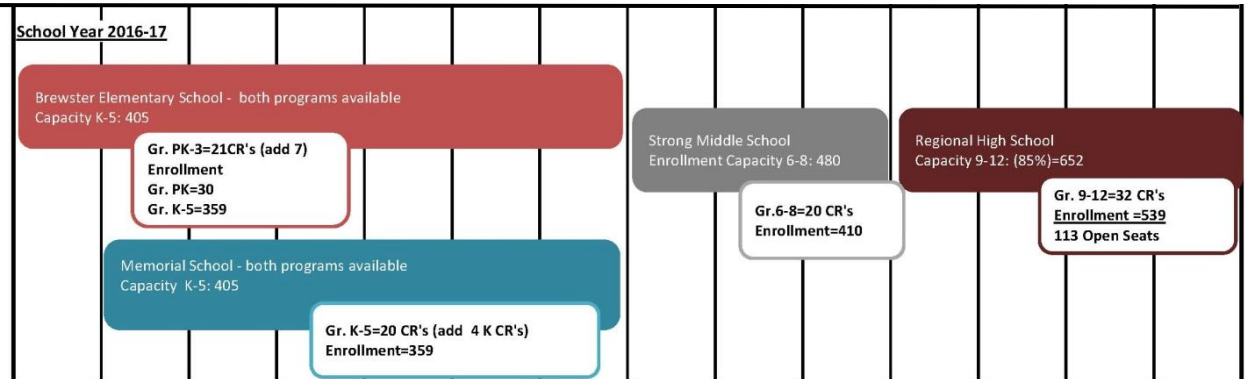 School Year 2016-17
Brewster Elementary School - both programs available
Capacity K-5: 405
Gr. PK-3=21CR's (add 7)
Enrollment
Gr. PK=30
Gr. K-5=359
Memorial School - both programs available
Capacity K-5: 405
Gr. K-5=20 CR's (add 4 K CR's)
Enrollment=359
Strong Middle School
Enrollment Capacity 6-8: 480
Gr.6-8=20 CR's
Enrollment=410
Regional High School
Capacity 9-12: (85%)=652
Gr. 9-12=32 CR's
Enrollment =539
113 Open Seats